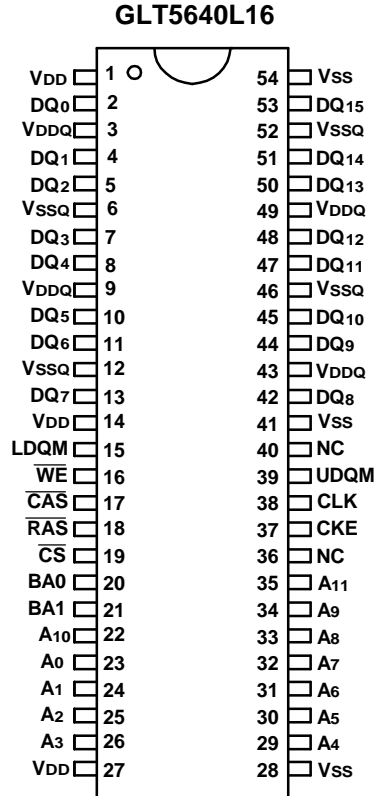 GLT5640L16
VDD 1 54 VSS
DQ0 2 53 DQ15
VDDQ 3 52 VSSQ
DQ1 4 51 DQ14
DQ2 5 50 DQ13
VSSQ 6 49 VDDQ
DQ3 7 48 DQ12
DQ4 8 47 DQ11
VDDQ 9 46 VSSQ
DQ5 10 45 DQ10
DQ6 11 44 DQ9
VSSQ 12 43 VDDQ
DQ7 13 42 DQ8
VDD 14 41 VSS
LDQM 15 40 NC
WE 16 39 UDQM
CAS 17 38 CLK
RAS 18 37 CKE
CS 19 36 NC
BA0 20 35 A11
BA1 21 34 A9
A10 22 33 A8
A0 23 32 A7
A1 24 31 A6
A2 25 30 A5
A3 26 29 A4
VDD 27 28 VSS